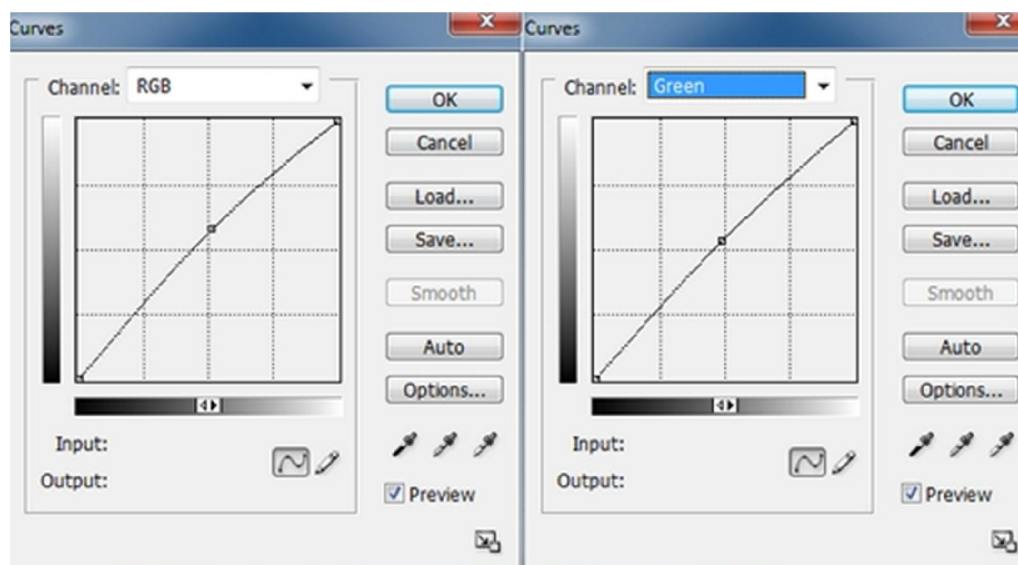 Curves
Channel: RGB
OK
Cancel
Load...
Save...
Smooth
Auto
Options...
Input:
Output:
Preview
Curves
Channel: Green
OK
Cancel
Load...
Save...
Smooth
Auto
Options...
Input:
Output:
Preview